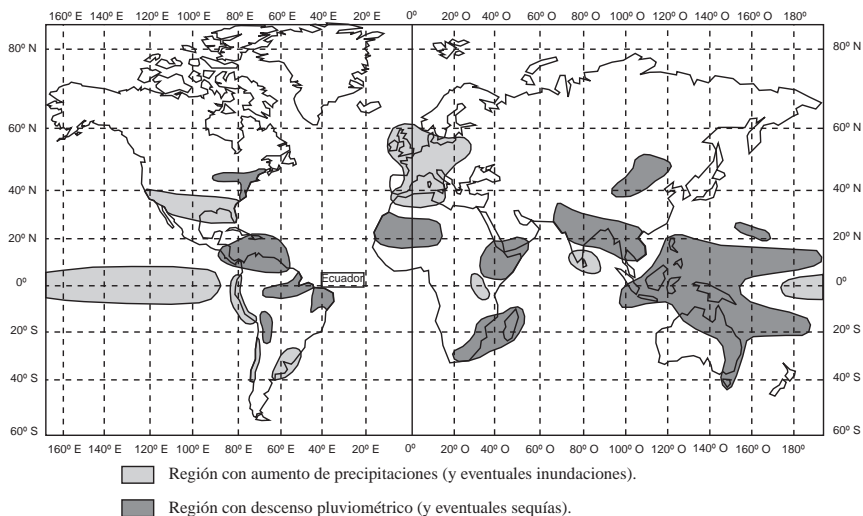 160º E 140º E 120º E 100º E 80º E 60º E 40º E 20º E 0º 20º O 40º O 60º O 80º O 100º O 120º O 140º O 160º O 180º
80º N 80º N
60º N 60º N
40º N 40º N
20º N 20º N
Ecuador
0º 0º
20º S 20º S
40º S 40º S
60º S 60º S
160º E 140º E 120º E 100º E 80º E 60º E 40º E 20º E 0º 20º O 40º O 60º O 80º O 100º O 120º O 140º O 160º O 180º
Región con aumento de precipitaciones (y eventuales inundaciones).
Región con descenso pluviométrico (y eventuales sequías).